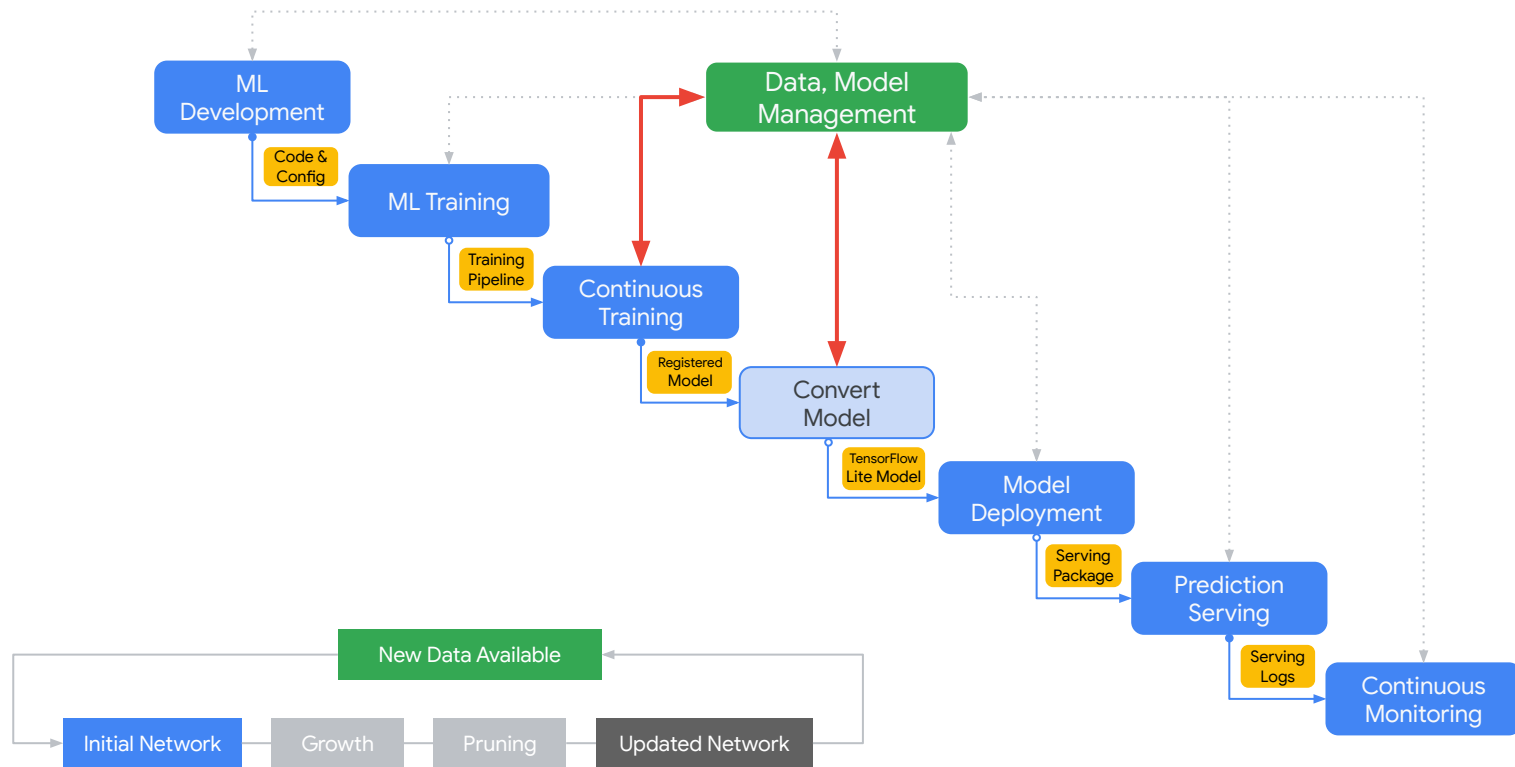 ML
Development
Data, Model
Management
Code &
Config
ML Training
Training
Pipeline
Continuous
Training
Registered
Model
Convert
Model
TensorFlow
Lite Model
Model
Deployment
Serving
Package
Prediction
Serving
Serving
Logs
Continuous
Monitoring
New Data Available
Initial Network
Growth
Pruning
Updated Network